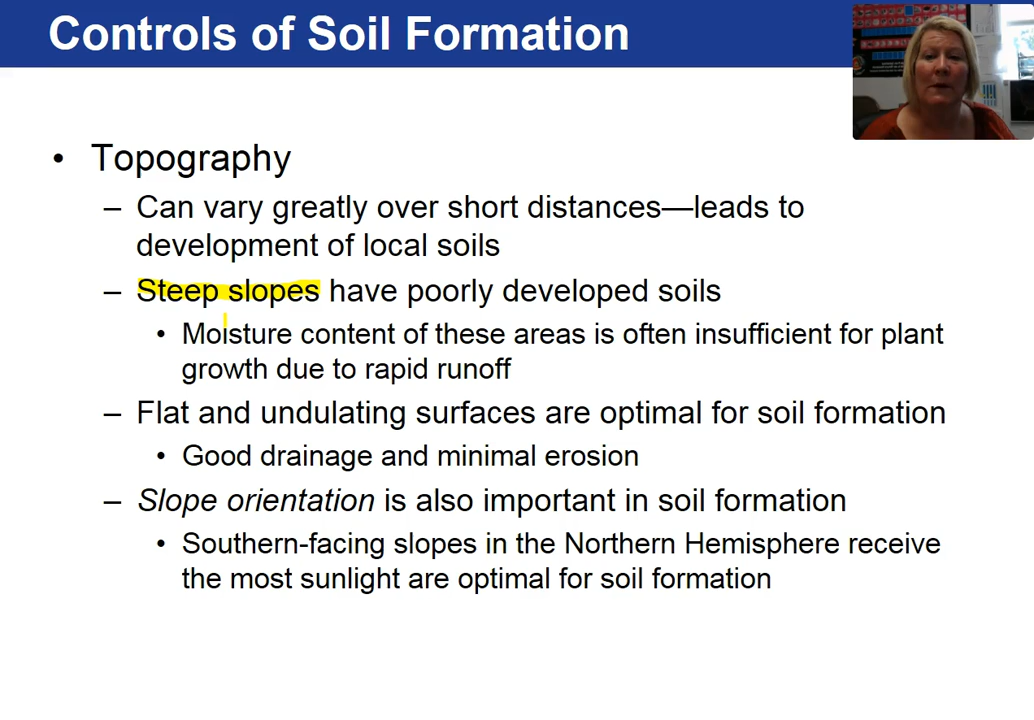 Controls of Soil Formation
• Topography
– Can vary greatly over short distances—leads to
development of local soils
– Steep slopes have poorly developed soils
• Moisture content of these areas is often insufficient for plant
growth due to rapid runoff
– Flat and undulating surfaces are optimal for soil formation
• Good drainage and minimal erosion
– Slope orientation is also important in soil formation
• Southern-facing slopes in the Northern Hemisphere receive
the most sunlight are optimal for soil formation